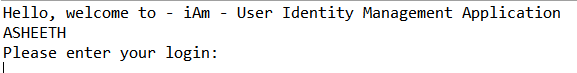 Hello, welcome to - iAm - User Identity Management Application
ASHEETH
Please enter your login: